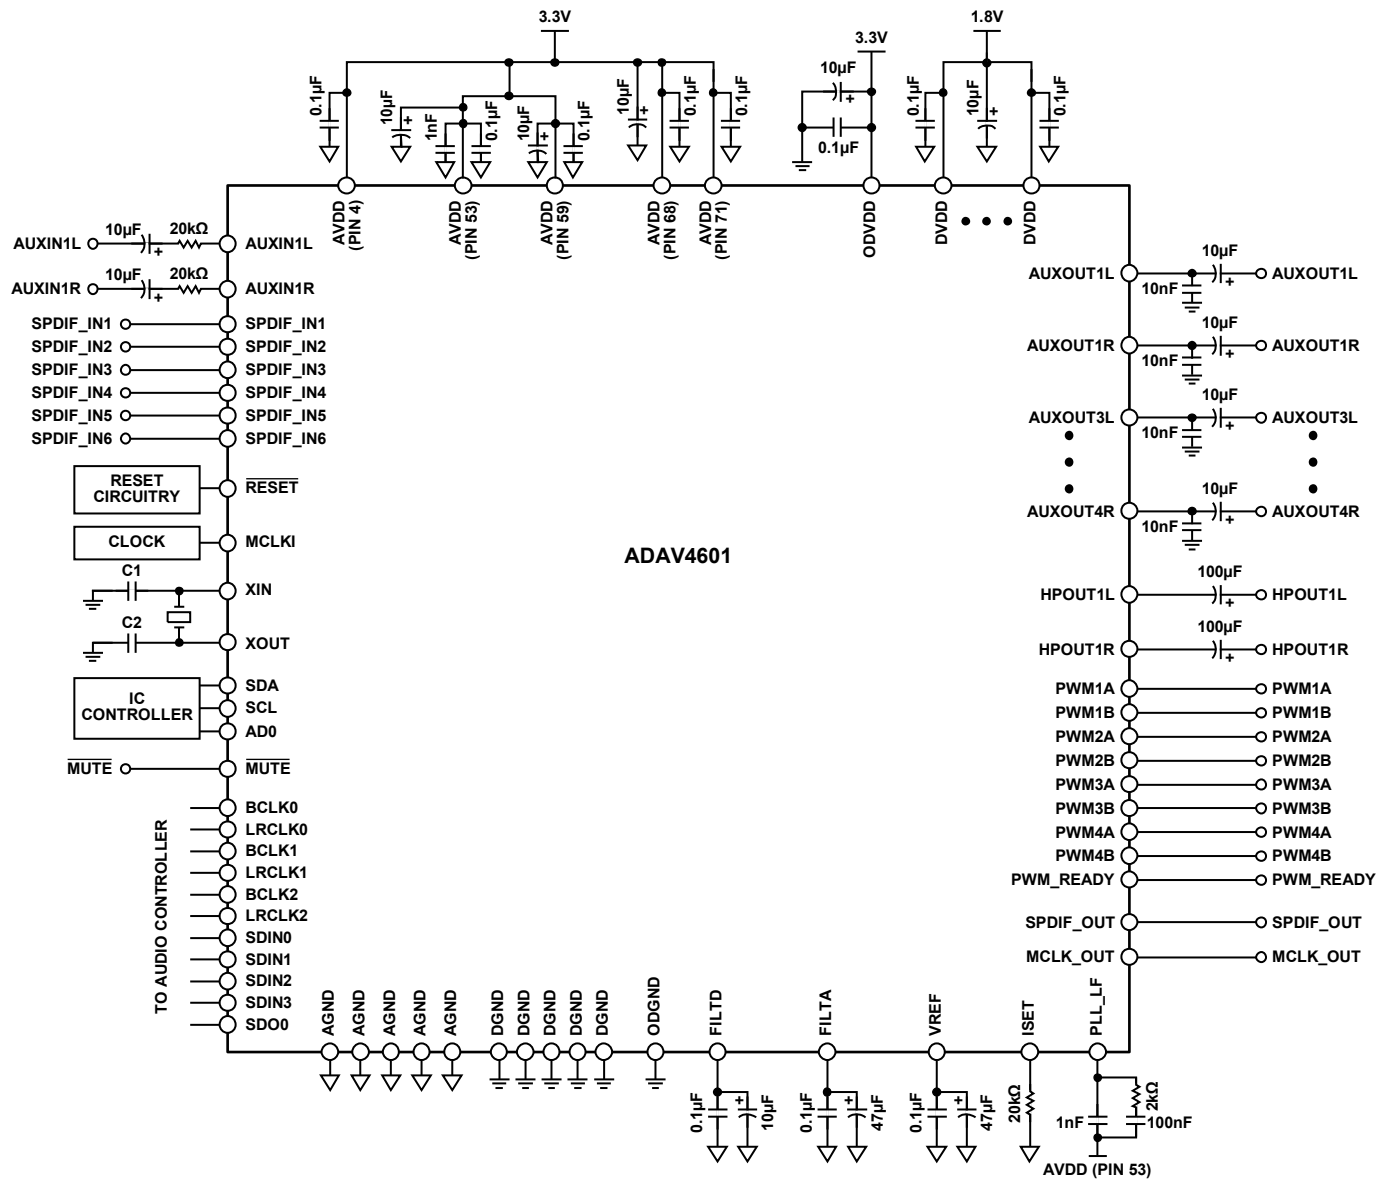 3.3V
3.3V
1.8V
0.1µF
10µF
1nF
0.1µF
10µF
0.1µF
10µF
0.1µF
0.1µF
10µF
0.1µF
0.1µF
10µF
0.1µF
AVDD
(PIN 4)
AVDD
(PIN 53)
AVDD
(PIN 59)
AVDD
(PIN 68)
AVDD
(PIN 71)
ODVDD
DVDD
DVDD
AUXIN1L
10µF
20kΩ
AUXIN1L
AUXIN1R
10µF
20kΩ
AUXIN1R
SPDIF_IN1
SPDIF_IN1
SPDIF_IN2
SPDIF_IN2
SPDIF_IN3
SPDIF_IN3
SPDIF_IN4
SPDIF_IN4
SPDIF_IN5
SPDIF_IN5
SPDIF_IN6
SPDIF_IN6
RESET
CIRCUITRY
RESET
CLOCK
MCLKI
C1
XIN
C2
XOUT
IC
CONTROLLER
SDA
SCL
AD0
MUTE
MUTE
TO AUDIO CONTROLLER
BCLK0
LRCLK0
BCLK1
LRCLK1
BCLK2
LRCLK2
SDIN0
SDIN1
SDIN2
SDIN3
SDO0
ADAV4601
AUXOUT1L
10nF
10µF
AUXOUT1L
AUXOUT1R
10nF
10µF
AUXOUT1R
AUXOUT3L
10nF
10µF
AUXOUT3L
AUXOUT4R
10nF
10µF
AUXOUT4R
HPOUT1L
100µF
HPOUT1L
HPOUT1R
100µF
HPOUT1R
PWM1A
PWM1A
PWM1B
PWM1B
PWM2A
PWM2A
PWM2B
PWM2B
PWM3A
PWM3A
PWM3B
PWM3B
PWM4A
PWM4A
PWM4B
PWM4B
PWM_READY
PWM_READY
SPDIF_OUT
SPDIF_OUT
MCLK_OUT
MCLK_OUT
AGND
AGND
AGND
AGND
AGND
DGND
DGND
DGND
DGND
DGND
ODGND
FILTD
FILTA
VREF
ISET
PLL_LF
0.1µF
10µF
0.1µF
47µF
0.1µF
47µF
20kΩ
2kΩ
1nF
100nF
AVDD (PIN 53)